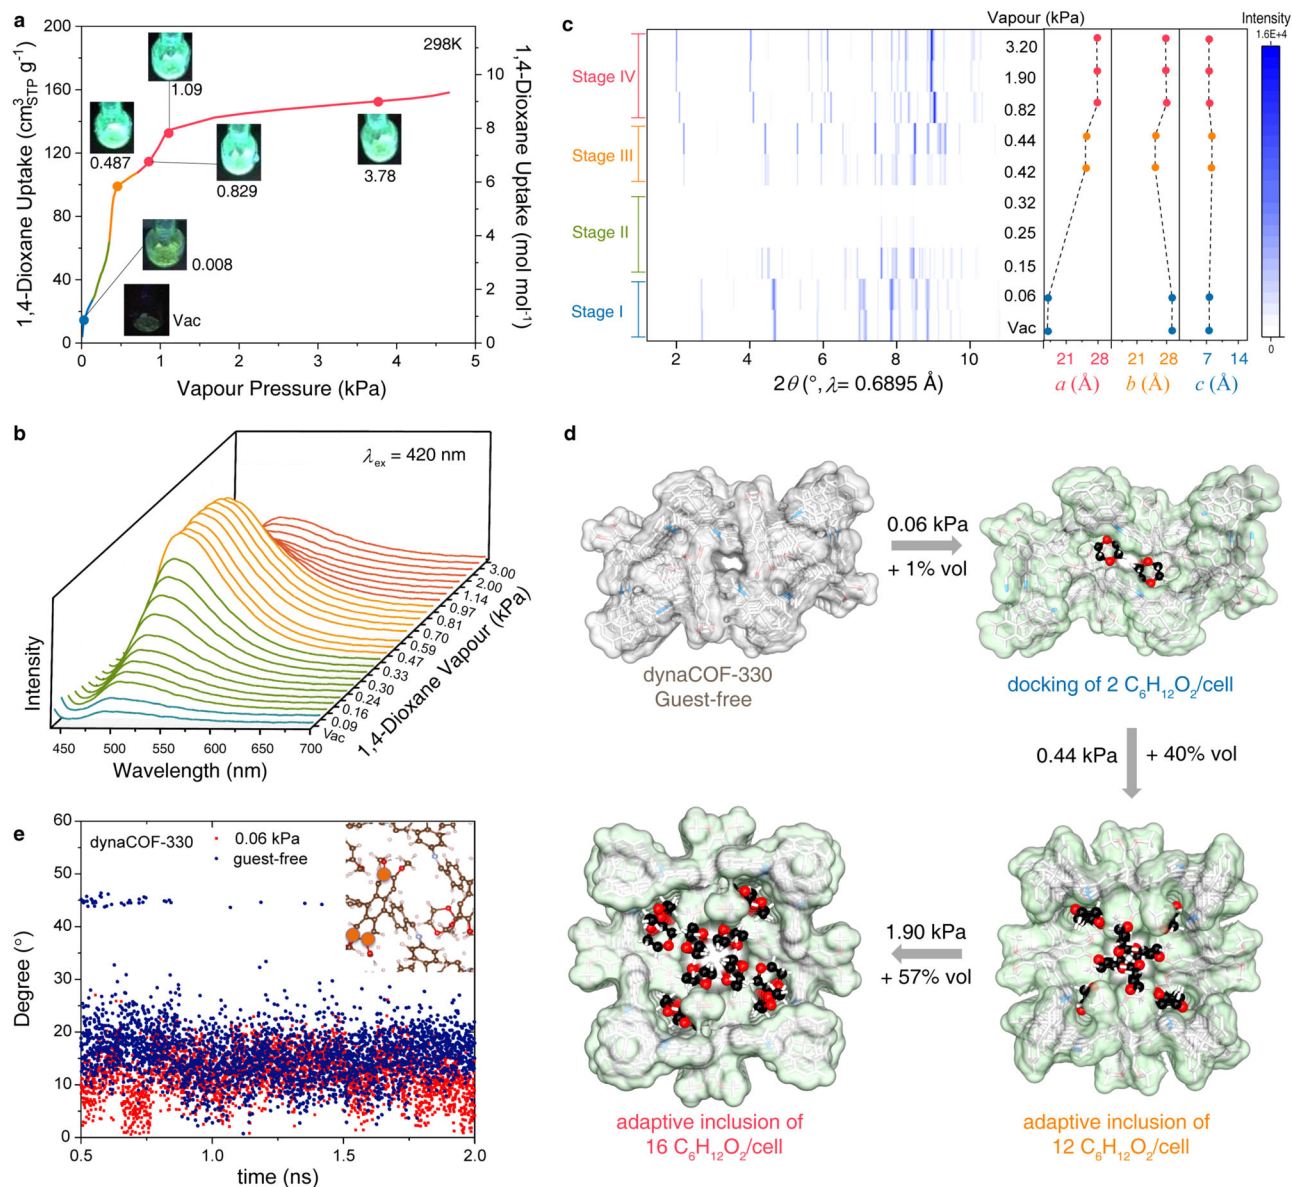 a
200
160
120
80
40
0
1,4-Dioxane Uptake (cm³STP g⁻¹)
298K
1.09
0.487
0.829
3.78
0.008
Vac
10
8
6
4
2
0
1,4-Dioxane Uptake (mol mol⁻¹)
0 1 2 3 4 5
Vapour Pressure (kPa)
c
Vapour (kPa)
Intensity
1.6E+4
0
Stage IV
Stage III
Stage II
Stage I
3.20
1.90
0.82
0.44
0.42
0.32
0.25
0.15
0.06
Vac
2 4 6 8 10
2θ (°, λ= 0.6895 Å)
21 28 21 28 7 14
a (Å) b (Å) c (Å)
b
λex = 420 nm
Intensity
450 500 550 600 650 700
Wavelength (nm)
3.00
2.00
1.14
0.97
0.81
0.70
0.59
0.47
0.33
0.30
0.24
0.16
0.09
Vac
1,4-Dioxane Vapour (kPa)
d
dynaCOF-330
Guest-free
0.06 kPa
+ 1% vol
docking of 2 C₆H₁₂O₂/cell
0.44 kPa + 40% vol
1.90 kPa
+ 57% vol
adaptive inclusion of
16 C₆H₁₂O₂/cell
adaptive inclusion of
12 C₆H₁₂O₂/cell
e
dynaCOF-330
0.06 kPa
guest-free
60
50
40
30
20
10
0
Degree (°)
0.5 1.0 1.5 2.0
time (ns)